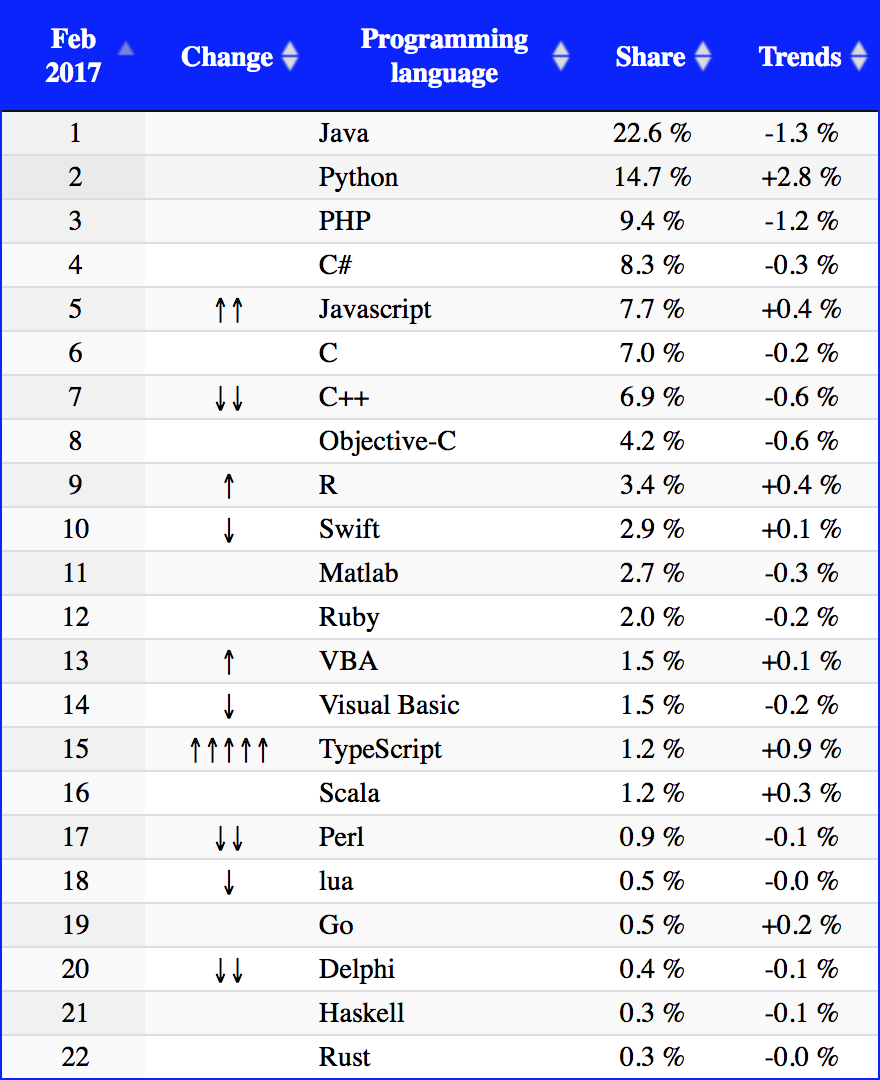 Feb 2017 Change Programming language Share Trends
1 Java 22.6 % -1.3 %
2 Python 14.7 % +2.8 %
3 PHP 9.4 % -1.2 %
4 C# 8.3 % -0.3 %
5 ↑↑ Javascript 7.7 % +0.4 %
6 C 7.0 % -0.2 %
7 ↓↓ C++ 6.9 % -0.6 %
8 Objective-C 4.2 % -0.6 %
9 ↑ R 3.4 % +0.4 %
10 ↓ Swift 2.9 % +0.1 %
11 Matlab 2.7 % -0.3 %
12 Ruby 2.0 % -0.2 %
13 ↑ VBA 1.5 % +0.1 %
14 ↓ Visual Basic 1.5 % -0.2 %
15 ↑↑↑↑↑ TypeScript 1.2 % +0.9 %
16 Scala 1.2 % +0.3 %
17 ↓↓ Perl 0.9 % -0.1 %
18 ↓ lua 0.5 % -0.0 %
19 Go 0.5 % +0.2 %
20 ↓↓ Delphi 0.4 % -0.1 %
21 Haskell 0.3 % -0.1 %
22 Rust 0.3 % -0.0 %